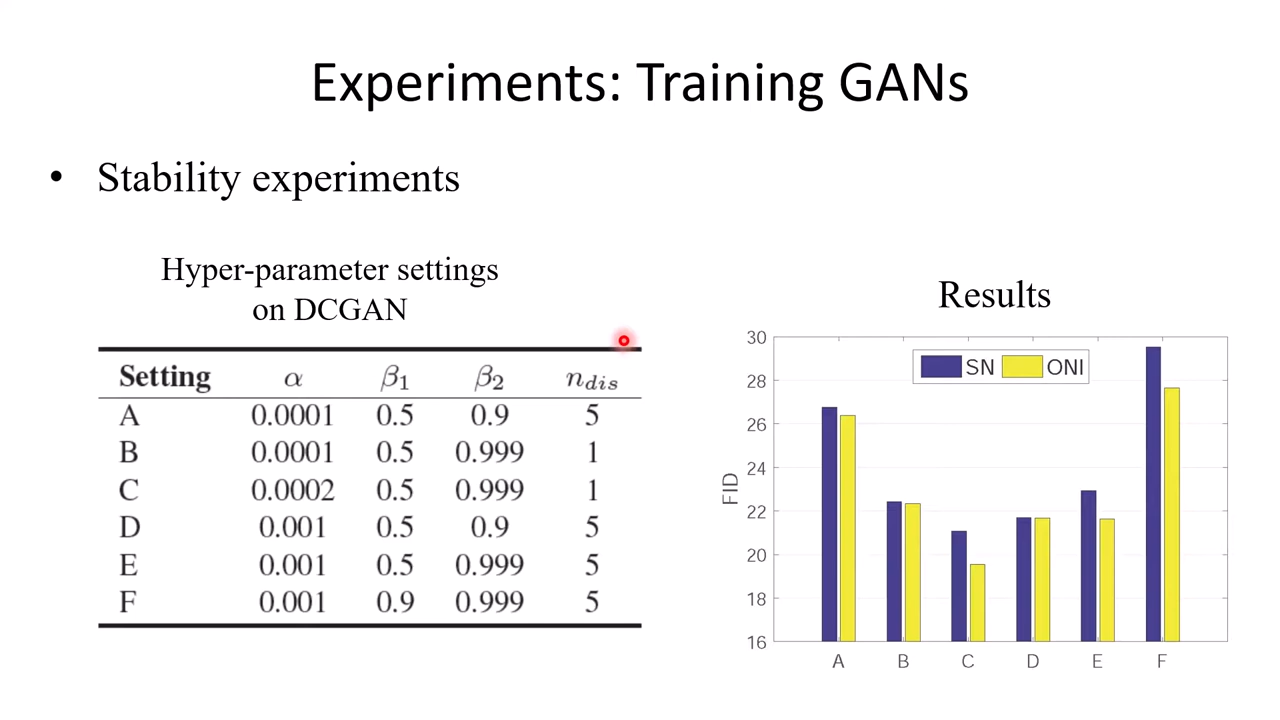 Experiments: Training GANs
• Stability experiments
Hyper-parameter settings
on DCGAN
Setting α β₁ β₂ n_dis
A 0.0001 0.5 0.9 5
B 0.0001 0.5 0.999 1
C 0.0002 0.5 0.999 1
D 0.001 0.5 0.9 5
E 0.001 0.5 0.999 5
F 0.001 0.9 0.999 5
Results
SN ONI
30
28
26
24
22
20
18
16
FID
A B C D E F